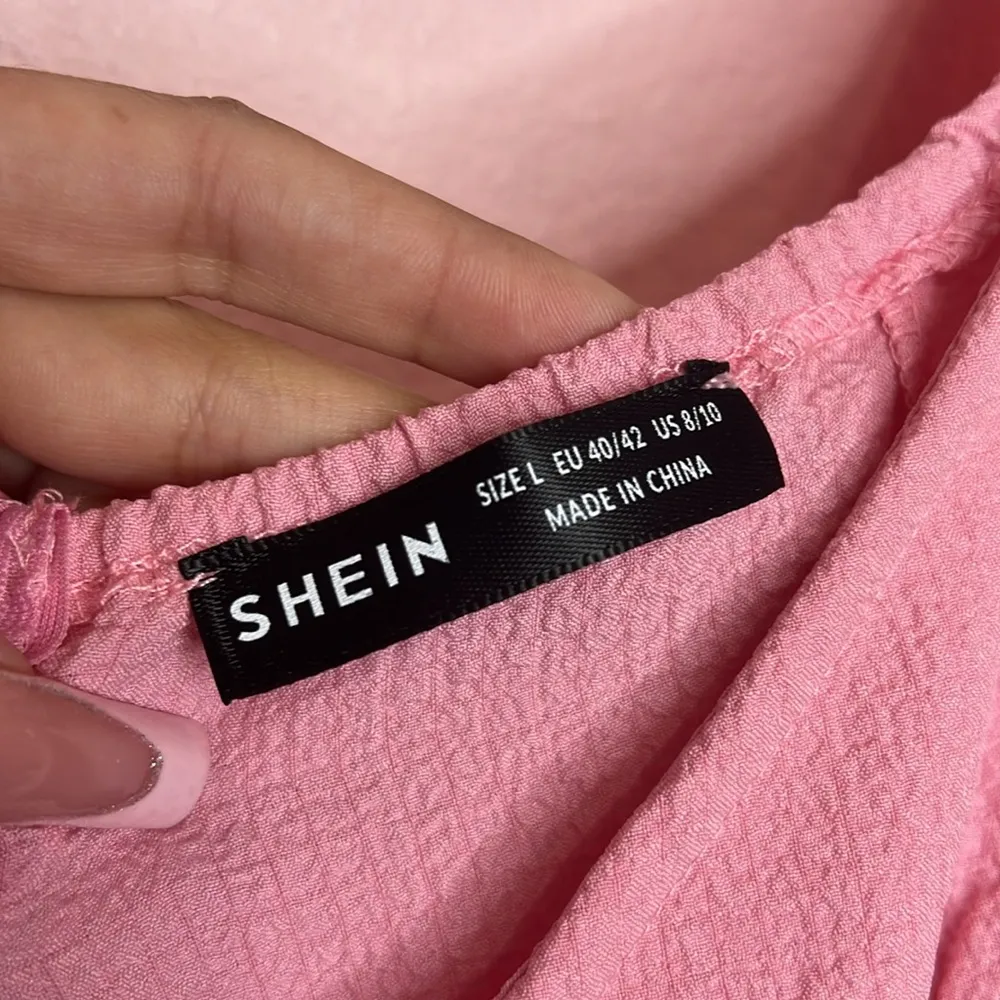 SHEIN
SIZE L EU 40/42 US 8/10
MADE IN CHINA